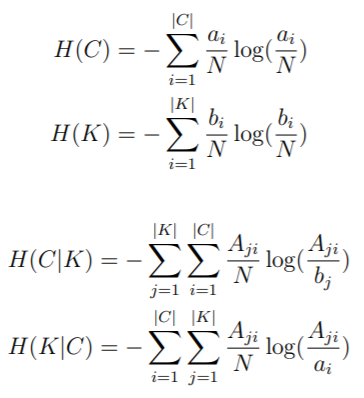 H(C) = -\sum_{i=1}^{|C|} \frac{a_i}{N} \log(\frac{a_i}{N})
H(K) = -\sum_{i=1}^{|K|} \frac{b_i}{N} \log(\frac{b_i}{N})
H(C|K) = -\sum_{j=1}^{|K|} \sum_{i=1}^{|C|} \frac{A_{ji}}{N} \log(\frac{A_{ji}}{b_j})
H(K|C) = -\sum_{i=1}^{|C|} \sum_{j=1}^{|K|} \frac{A_{ji}}{N} \log(\frac{A_{ji}}{a_i})